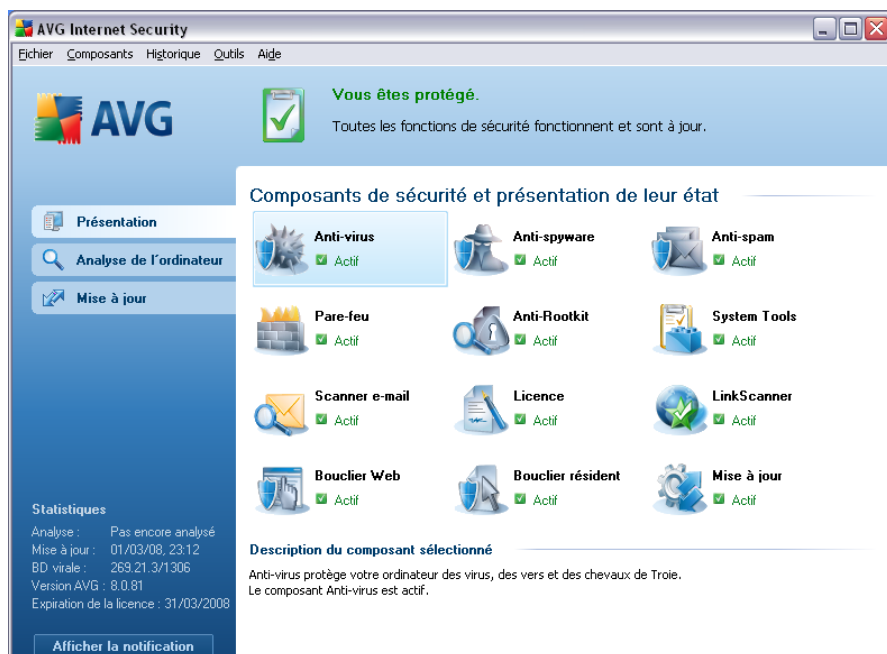 AVG Internet Security
Fichier Composants Historique Outils Aide
AVG
Vous êtes protégé.
Toutes les fonctions de sécurité fonctionnent et sont à jour.
Présentation
Analyse de l´ordinateur
Mise à jour
Composants de sécurité et présentation de leur état
Anti-virus
Actif
Anti-spyware
Actif
Anti-spam
Actif
Pare-feu
Actif
Anti-Rootkit
Actif
System Tools
Actif
Scanner e-mail
Actif
Licence
Actif
LinkScanner
Actif
Bouclier Web
Actif
Bouclier résident
Actif
Mise à jour
Actif
Description du composant sélectionné
Anti-virus protège votre ordinateur des virus, des vers et des chevaux de Troie.
Le composant Anti-virus est actif.
Statistiques
Analyse : Pas encore analysé
Mise à jour : 01/03/08, 23:12
BD virale : 269.21.3/1306
Version AVG : 8.0.81
Expiration de la licence : 31/03/2008
Afficher la notification